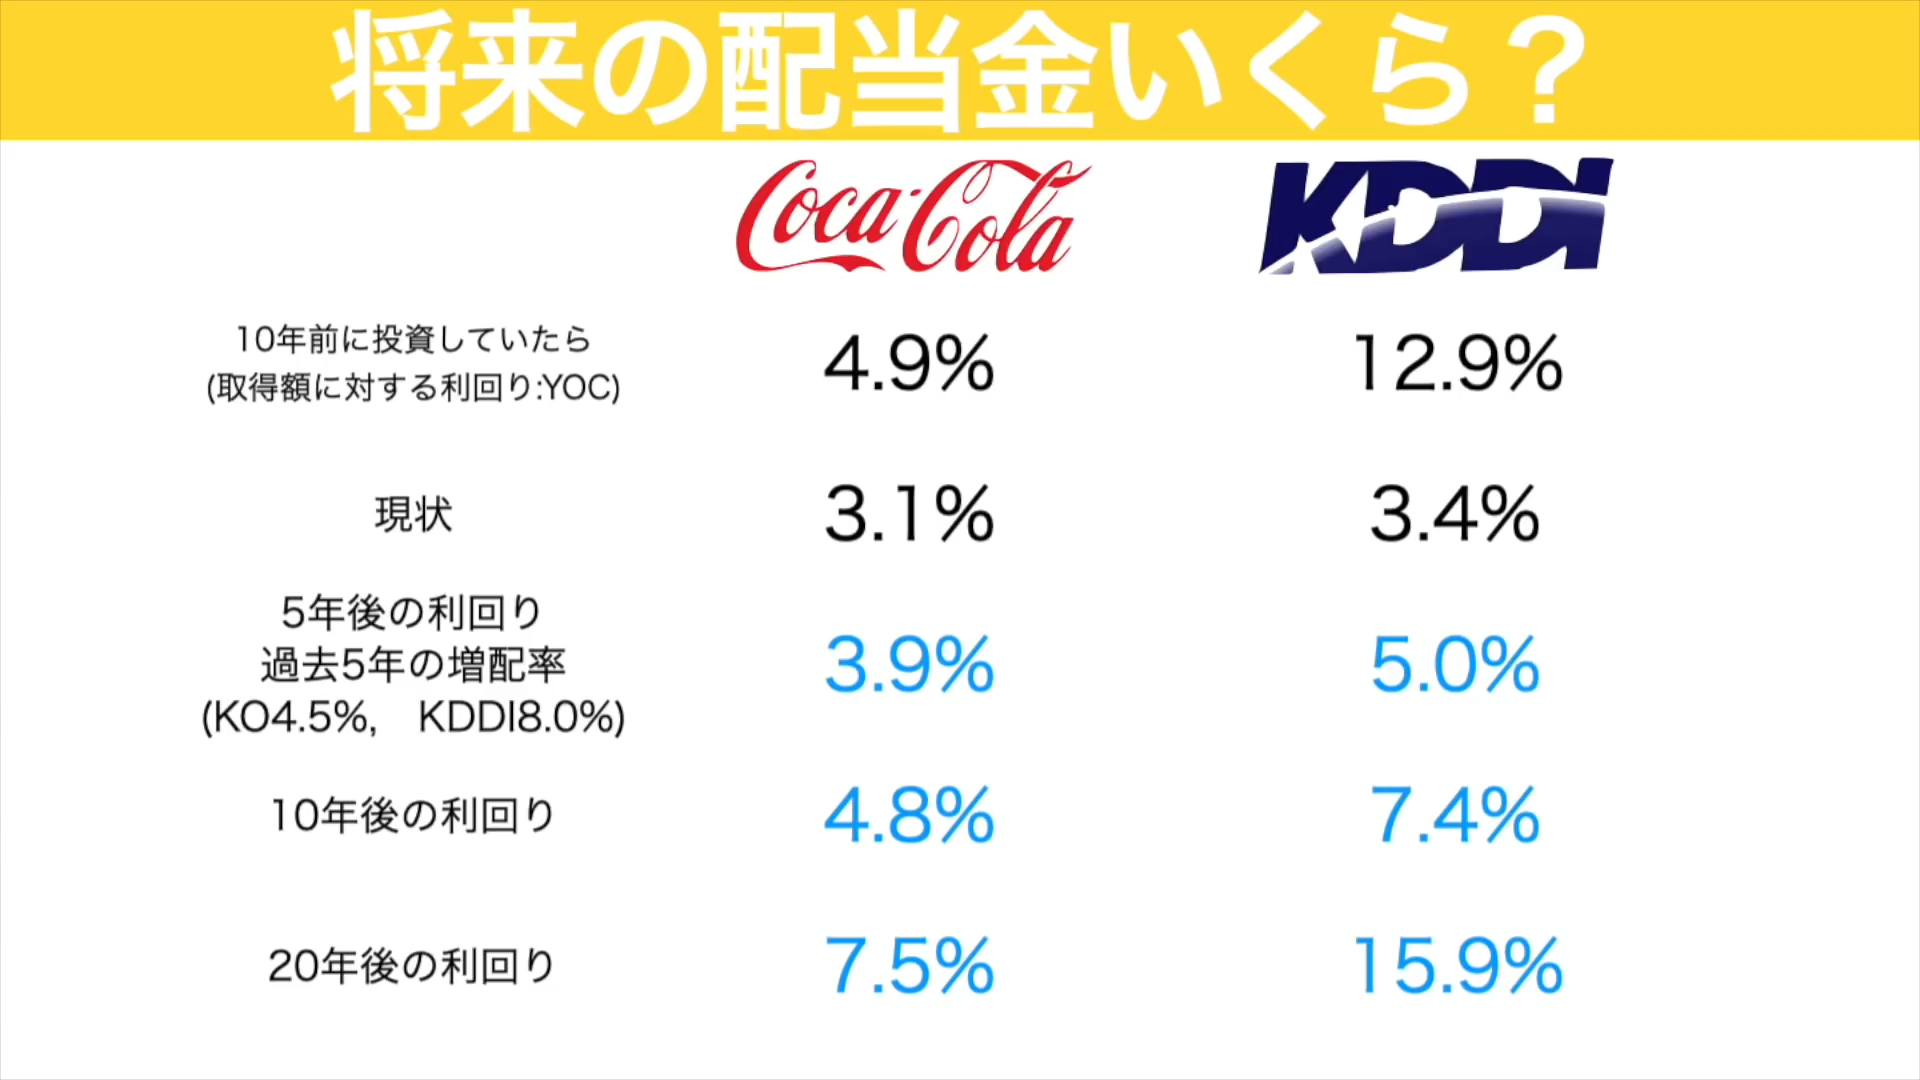 将来の配当金いくら？
Coca-Cola
KDDI
10年前に投資していたら
(取得額に対する利回り:YOC)
4.9%
12.9%
現状
3.1%
3.4%
5年後の利回り
過去5年の増配率
(KO4.5%,　KDDI8.0%)
3.9%
5.0%
10年後の利回り
4.8%
7.4%
20年後の利回り
7.5%
15.9%